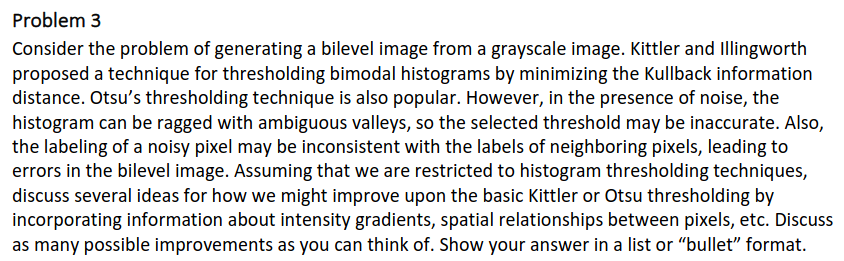 Problem 3
Consider the problem of generating a bilevel image from a grayscale image. Kittler and Illingworth
proposed a technique for thresholding bimodal histograms by minimizing the Kullback information
distance. Otsu’s thresholding technique is also popular. However, in the presence of noise, the
histogram can be ragged with ambiguous valleys, so the selected threshold may be inaccurate. Also,
the labeling of a noisy pixel may be inconsistent with the labels of neighboring pixels, leading to
errors in the bilevel image. Assuming that we are restricted to histogram thresholding techniques,
discuss several ideas for how we might improve upon the basic Kittler or Otsu thresholding by
incorporating information about intensity gradients, spatial relationships between pixels, etc. Discuss
as many possible improvements as you can think of. Show your answer in a list or “bullet” format.